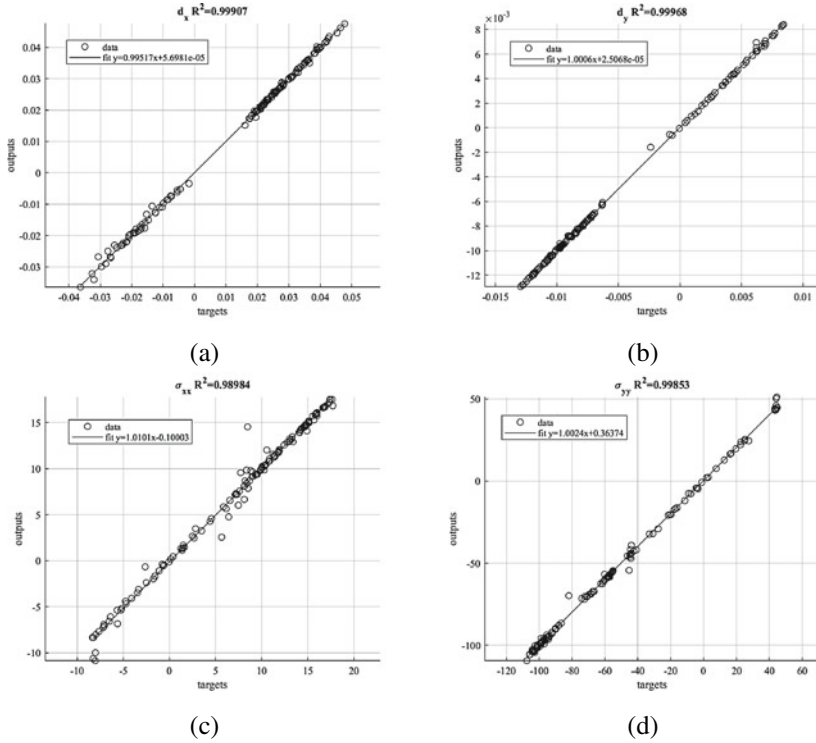 d_x R²=0.99907
data
fit y=0.99517x+5.6981e-05
0.04
0.03
0.02
0.01
0
-0.01
-0.02
-0.03
outputs
-0.04 -0.03 -0.02 -0.01 0 0.01 0.02 0.03 0.04 0.05
targets
(a)
d_y R²=0.99968
×10⁻³
data
fit y=1.0006x+2.5068e-05
8
6
4
2
0
-2
-4
-6
-8
-10
-12
outputs
-0.015 -0.01 -0.005 0 0.005 0.01
targets
(b)
σ_xx R²=0.98984
data
fit y=1.0101x-0.10003
15
10
5
0
-5
-10
outputs
-10 -5 0 5 10 15 20
targets
(c)
σ_yy R²=0.99853
data
fit y=1.0024x+0.36374
50
0
-50
-100
outputs
-120 -100 -80 -60 -40 -20 0 20 40 60
targets
(d)